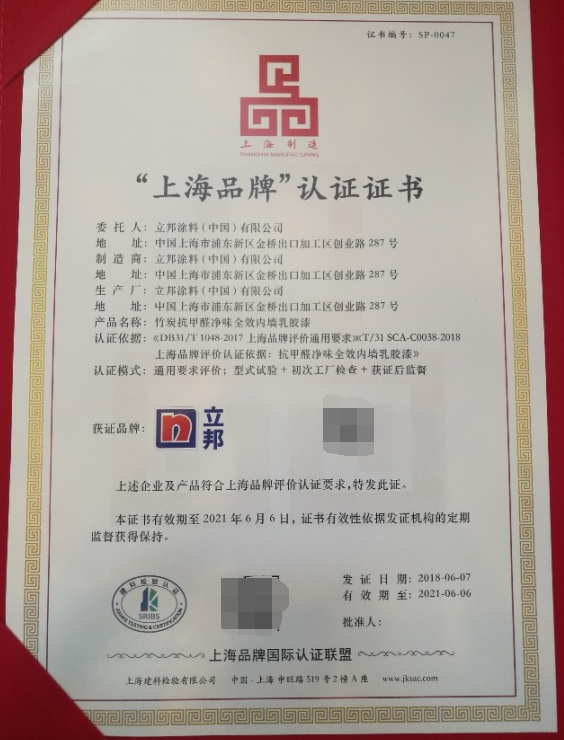 证书编号：SP-0047
上海制造
SHANGHAI MANUFACTURING
“上海品牌”认证证书
委托人：立邦涂料（中国）有限公司
地址：中国上海市浦东新区金桥出口加工区创业路 287 号
制造商：立邦涂料（中国）有限公司
地址：中国上海市浦东新区金桥出口加工区创业路 287 号
生产厂：立邦涂料（中国）有限公司
地址：中国上海市浦东新区金桥出口加工区创业路 287 号
产品名称：竹炭抗甲醛净味全效内墙乳胶漆
认证依据：《DB31/T 1048-2017 上海品牌评价通用要求》《T/31 SCA-C0038-2018
上海品牌评价认证依据：抗甲醛净味全效内墙乳胶漆》
认证模式：通用要求评价；型式试验 + 初次工厂检查 + 获证后监督
获证品牌：n 立邦
上述企业及产品符合上海品牌评价认证要求，特发此证。
本证书有效期至 2021 年 6 月 6 日，证书有效性依据发证机构的定期
监督获得保持。
建科检验认证
SRIBS
JIANKE TESTING & CERTIFICATION
发证日期：2018-06-07
有效期至：2021-06-06
批准人：
上海品牌国际认证联盟
上海建科检验有限公司 中国·上海 申旺路 519 号 2 幢 A 座 www.jktac.com